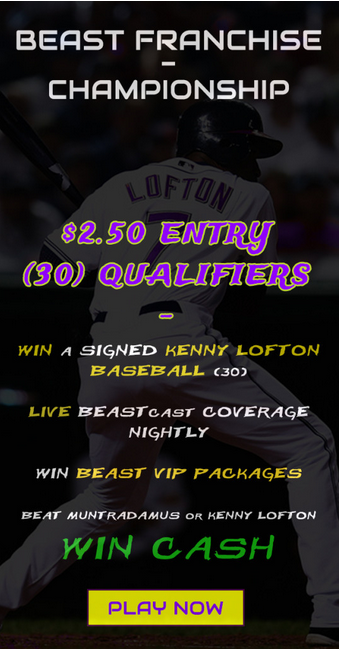 BEAST FRANCHISE
–
CHAMPIONSHIP
LOFTON
7
$2.50 ENTRY
(30) QUALIFIERS
–
WIN A SIGNED KENNY LOFTON
BASEBALL (30)
LIVE BEASTCAST COVERAGE
NIGHTLY
WIN BEAST VIP PACKAGES
BEAT MUNTRADAMUS OR KENNY LOFTON
WIN CASH
PLAY NOW